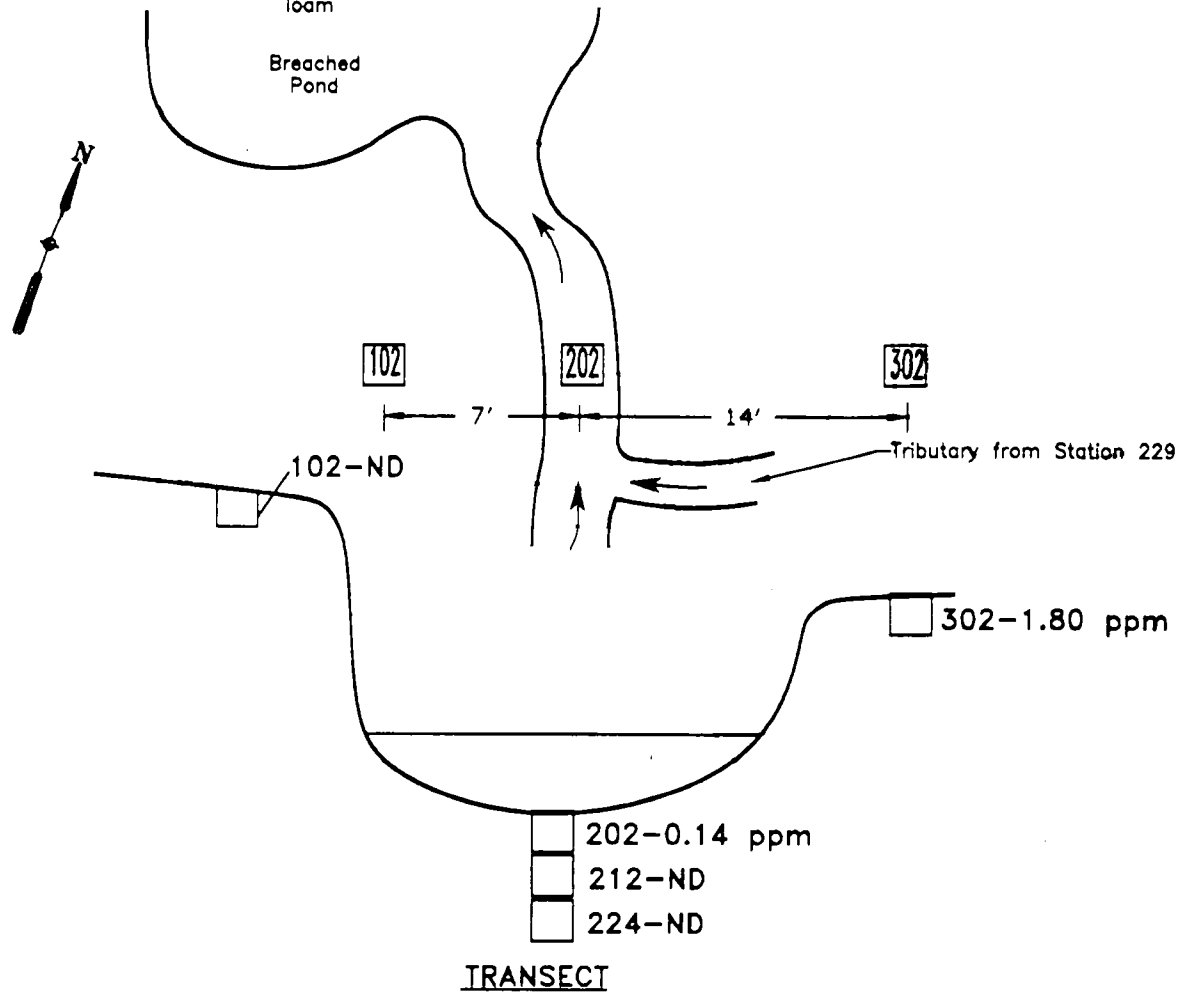 loam
Breached
Pond
N
102
202
302
7'
14'
Tributary from Station 229
102-ND
302-1.80 ppm
202-0.14 ppm
212-ND
224-ND
TRANSECT